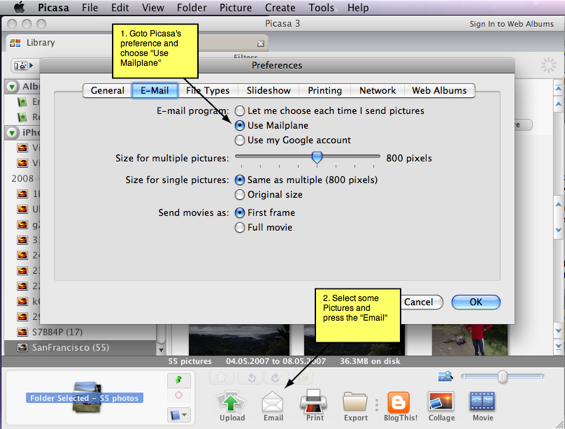 Picasa File Edit View Folder Picture Create Tools Help
Picasa 3
Sign In to Web Albums
Library
1. Goto Picasa's
preference and
choose "Use
Mailplane"
Preferences
General E-Mail File Types Slideshow Printing Network Web Albums
E-mail program: Let me choose each time I send pictures
Use Mailplane
Use my Google account
Size for multiple pictures: 800 pixels
Size for single pictures: Same as multiple (800 pixels)
Original size
Send movies as: First frame
Full movie
Cancel OK
2. Select some
Pictures and
press the "Email"
2008
S7BB4P (17)
SanFrancisco (55)
55 pictures 04.05.2007 to 08.05.2007 36.3MB on disk
Folder Selected - 55 photos
Upload Email Print Export BlogThis! Collage Movie